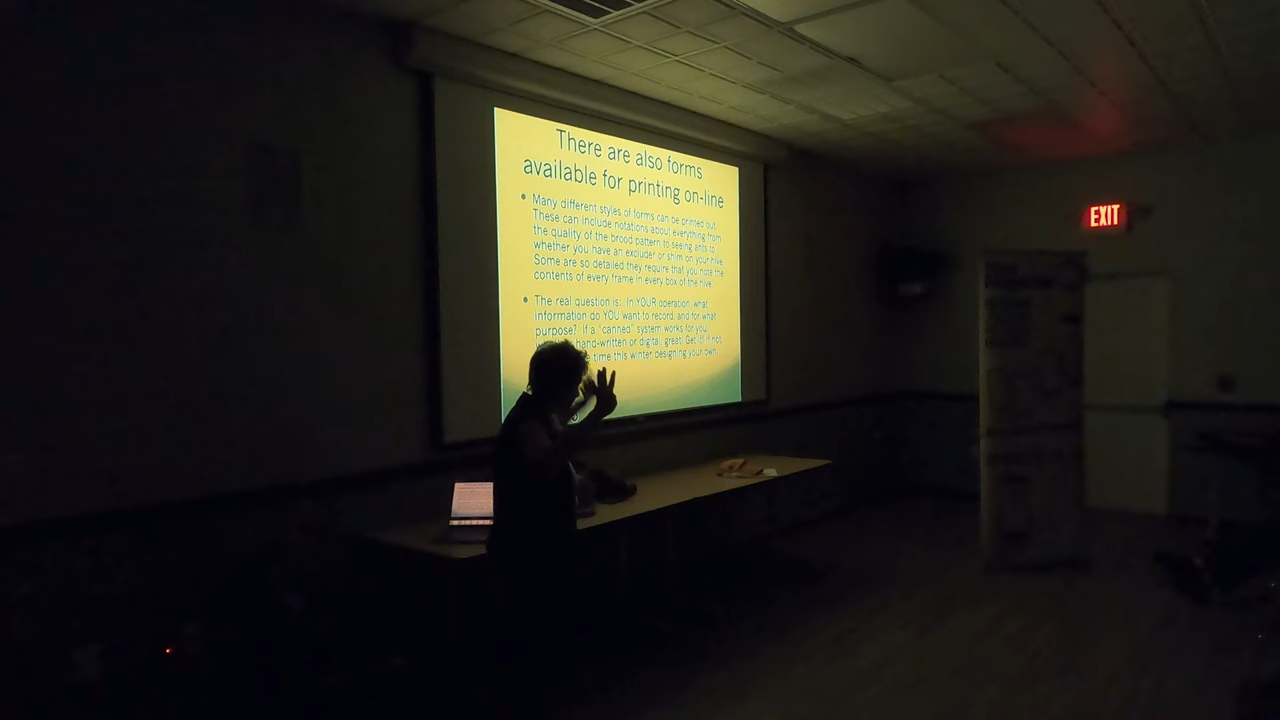 There are also forms
available for printing on-line
• Many different styles of forms can be printed out.
These can include notations about everything from
the quality of the brood pattern to seeing ants to
whether you have an excluder or shim on your hive.
Some are so detailed they require that you note the
contents of every frame in every box of the hive.
• The real question is: In YOUR operation, what
information do YOU want to record, and for what
purpose? If a "canned" system works for you,
hand-written or digital, great! Get it! If not,
time this winter designing your own.
EXIT